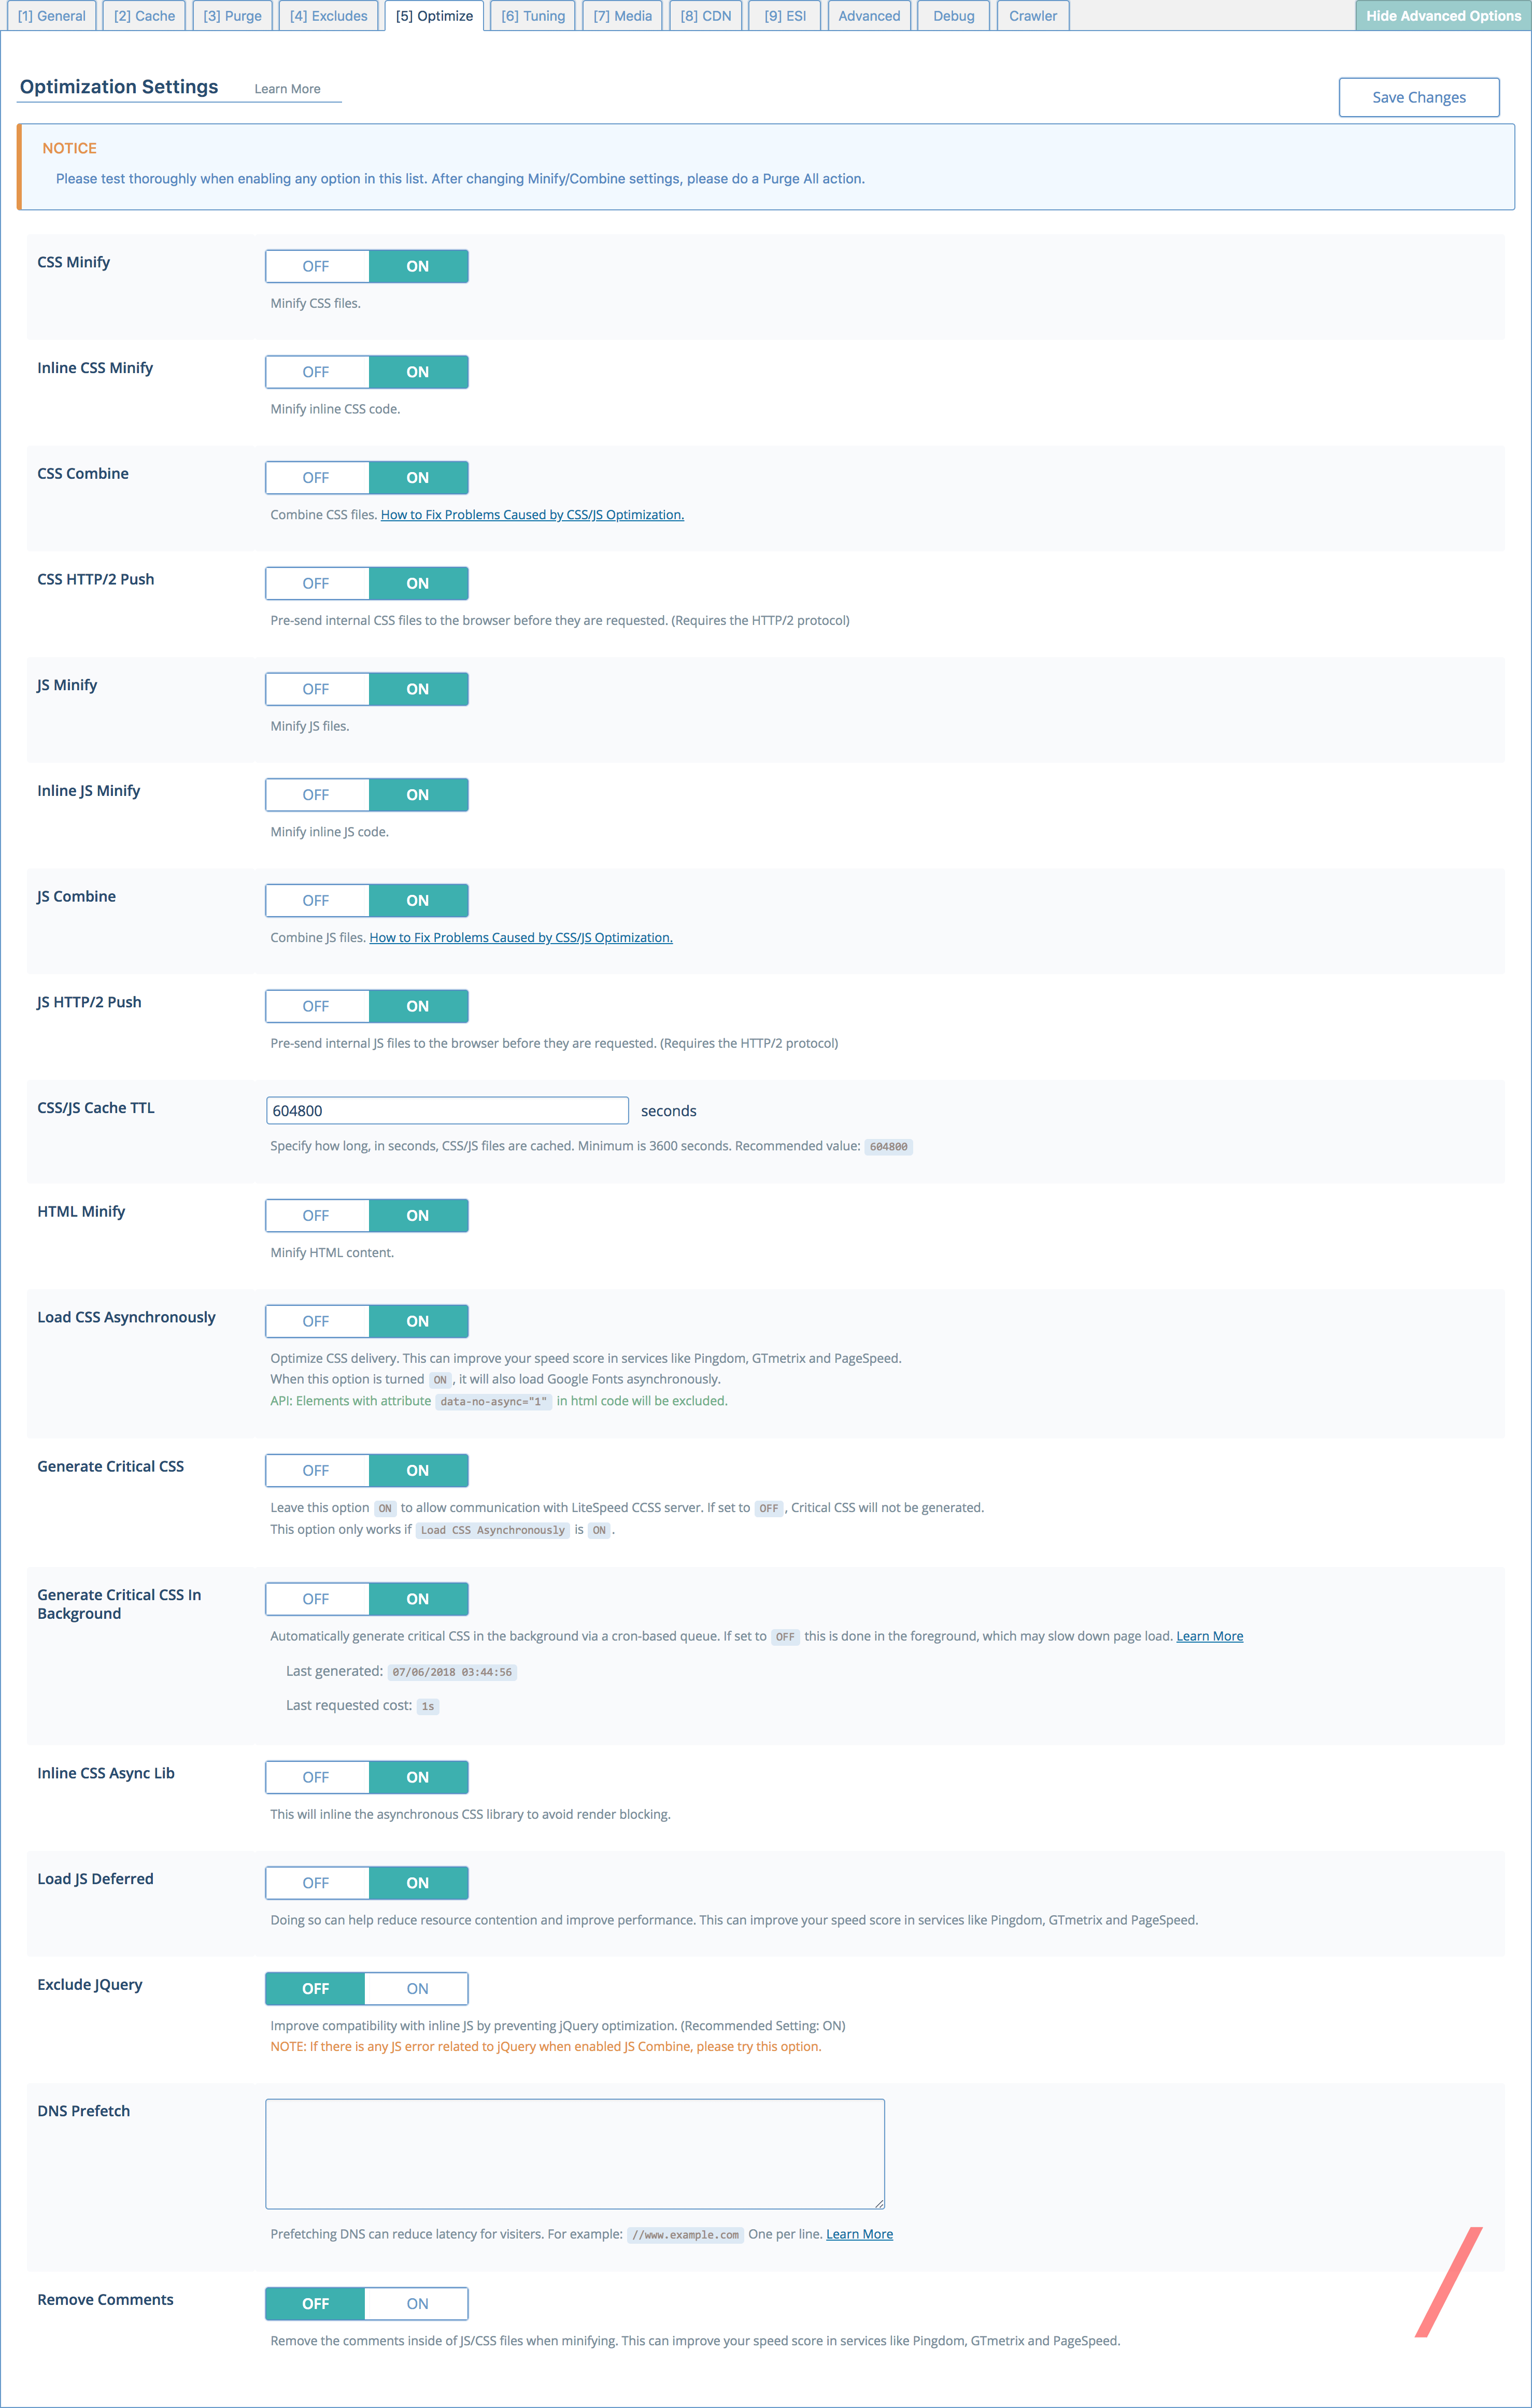 [1] General [2] Cache [3] Purge [4] Excludes [5] Optimize [6] Tuning [7] Media [8] CDN [9] ESI Advanced Debug Crawler Hide Advanced Options
Optimization Settings Learn More
Save Changes
NOTICE
Please test thoroughly when enabling any option in this list. After changing Minify/Combine settings, please do a Purge All action.
CSS Minify OFF ON
Minify CSS files.
Inline CSS Minify OFF ON
Minify inline CSS code.
CSS Combine OFF ON
Combine CSS files. How to Fix Problems Caused by CSS/JS Optimization.
CSS HTTP/2 Push OFF ON
Pre-send internal CSS files to the browser before they are requested. (Requires the HTTP/2 protocol)
JS Minify OFF ON
Minify JS files.
Inline JS Minify OFF ON
Minify inline JS code.
JS Combine OFF ON
Combine JS files. How to Fix Problems Caused by CSS/JS Optimization.
JS HTTP/2 Push OFF ON
Pre-send internal JS files to the browser before they are requested. (Requires the HTTP/2 protocol)
CSS/JS Cache TTL 604800 seconds
Specify how long, in seconds, CSS/JS files are cached. Minimum is 3600 seconds. Recommended value: 604800
HTML Minify OFF ON
Minify HTML content.
Load CSS Asynchronously OFF ON
Optimize CSS delivery. This can improve your speed score in services like Pingdom, GTmetrix and PageSpeed.
When this option is turned ON, it will also load Google Fonts asynchronously.
API: Elements with attribute data-no-async="1" in html code will be excluded.
Generate Critical CSS OFF ON
Leave this option ON to allow communication with LiteSpeed CCSS server. If set to OFF, Critical CSS will not be generated.
This option only works if Load CSS Asynchronously is ON.
Generate Critical CSS In
Background
OFF ON
Automatically generate critical CSS in the background via a cron-based queue. If set to OFF this is done in the foreground, which may slow down page load. Learn More
Last generated: 07/06/2018 03:44:56
Last requested cost: 1s
Inline CSS Async Lib OFF ON
This will inline the asynchronous CSS library to avoid render blocking.
Load JS Deferred OFF ON
Doing so can help reduce resource contention and improve performance. This can improve your speed score in services like Pingdom, GTmetrix and PageSpeed.
Exclude JQuery OFF ON
Improve compatibility with inline JS by preventing jQuery optimization. (Recommended Setting: ON)
NOTE: If there is any JS error related to jQuery when enabled JS Combine, please try this option.
DNS Prefetch
Prefetching DNS can reduce latency for visiters. For example: //www.example.com One per line. Learn More
Remove Comments OFF ON
Remove the comments inside of JS/CSS files when minifying. This can improve your speed score in services like Pingdom, GTmetrix and PageSpeed.